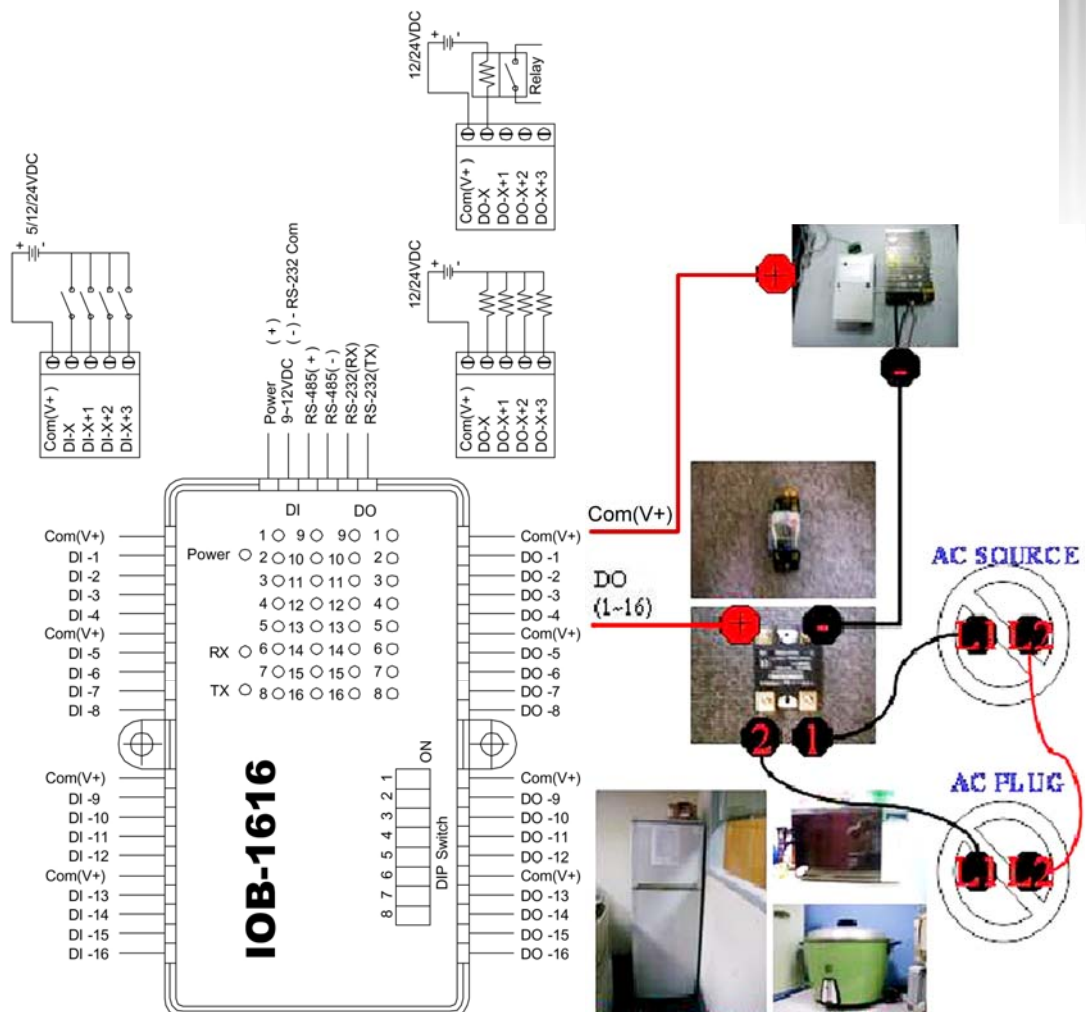 12/24VDC
+ -
Relay
Com(V+)
DO-X
DO-X+1
DO-X+2
DO-X+3
5/12/24VDC
+ -
Com(V+)
DI-X
DI-X+1
DI-X+2
DI-X+3
12/24VDC
+ -
Com(V+)
DO-X
DO-X+1
DO-X+2
DO-X+3
Power (+)
9~12VDC (-) - RS-232 Com
RS-485(+)
RS-485(-)
RS-232(RX)
RS-232(TX)
Com(V+)
DI -1
DI -2
DI -3
DI -4
Com(V+)
DI -5
DI -6
DI -7
DI -8
Com(V+)
DI -9
DI -10
DI -11
DI -12
Com(V+)
DI -13
DI -14
DI -15
DI -16
DI DO
1 9 9 1
Power 2 10 10 2
3 11 11 3
4 12 12 4
5 13 13 5
RX 6 14 14 6
7 15 15 7
TX 8 16 16 8
IOB-1616
ON
1
2
3
4
5
6
7
8
DIP Switch
Com(V+)
DO -1
DO -2
DO -3
DO -4
Com(V+)
DO -5
DO -6
DO -7
DO -8
Com(V+)
DO -9
DO -10
DO -11
DO -12
Com(V+)
DO -13
DO -14
DO -15
DO -16
+
-
Com(V+)
DO
(1~16)
+ -
2 1
AC SOURCE
L1 L2
AC PLUG
L1 L2